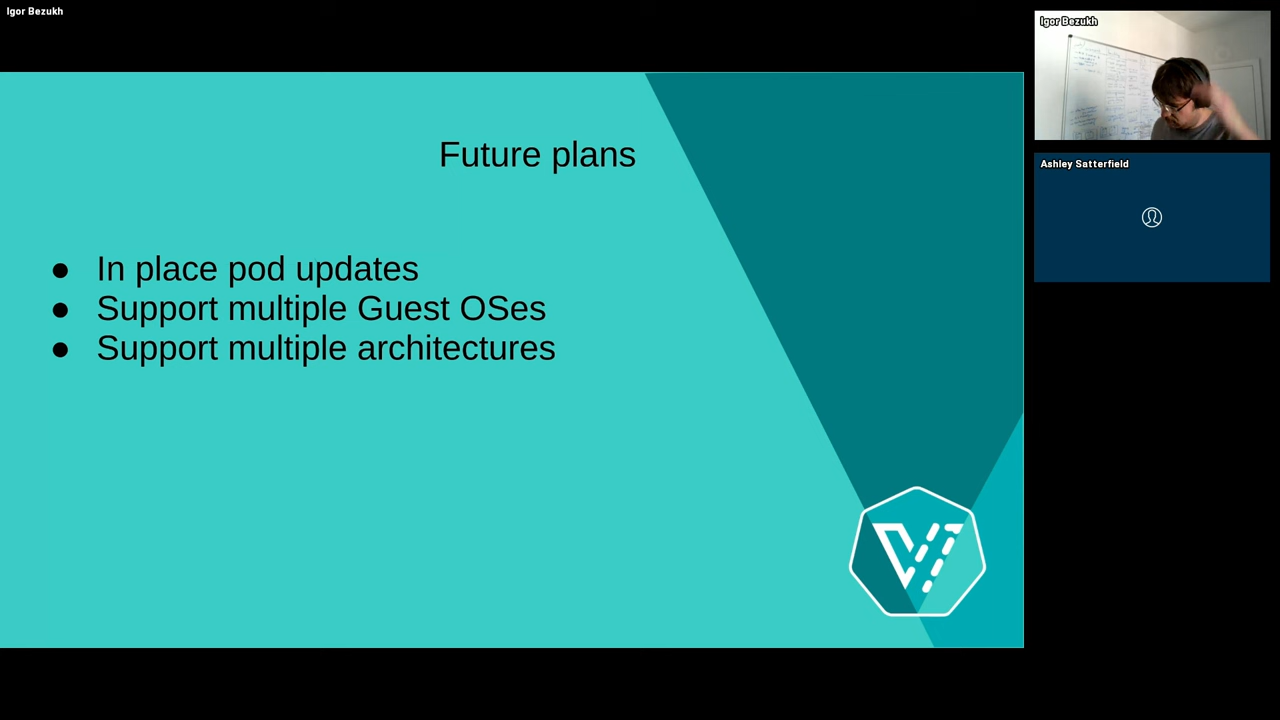 Igor Bezukh
Future plans
● In place pod updates
● Support multiple Guest OSes
● Support multiple architectures
Igor Bezukh
Ashley Satterfield